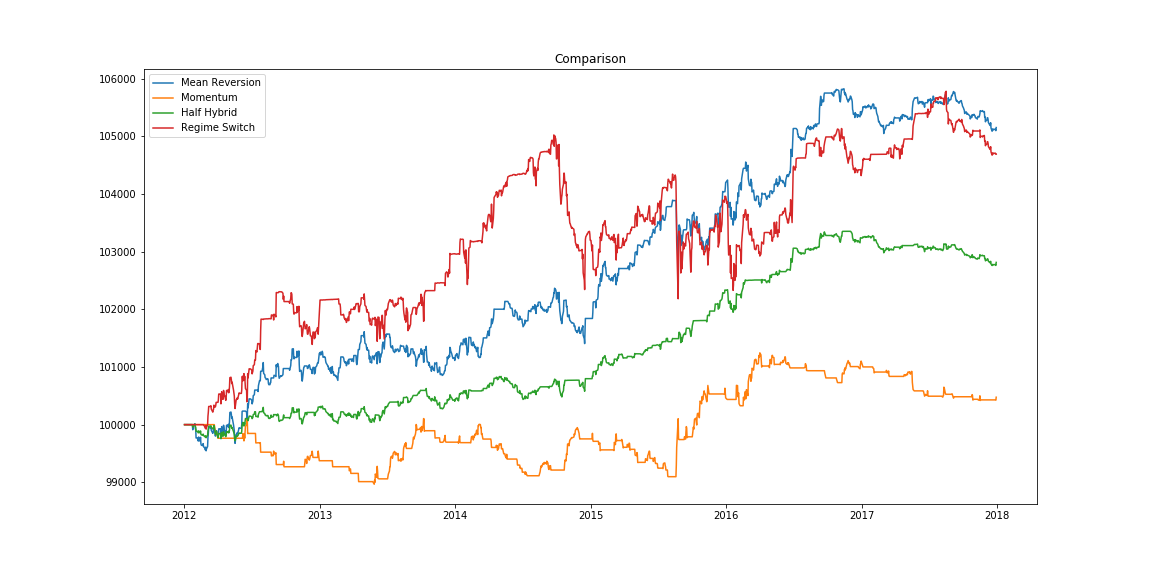 Comparison
Mean Reversion
Momentum
Half Hybrid
Regime Switch
106000
105000
104000
103000
102000
101000
100000
99000
2012 2013 2014 2015 2016 2017 2018